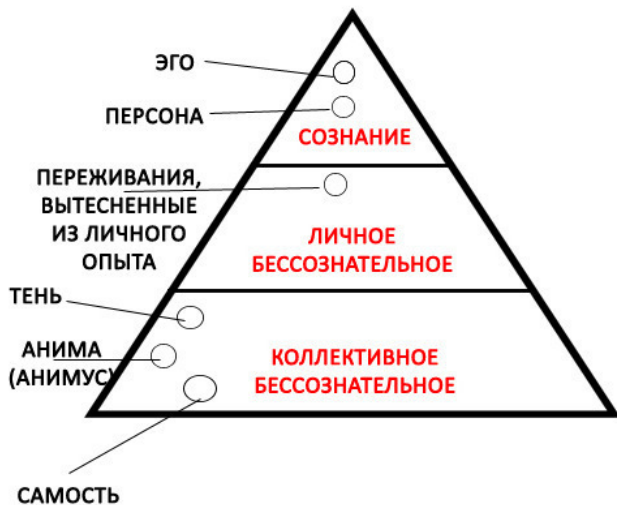 ЭГО
ПЕРСОНА
СОЗНАНИЕ
ПЕРЕЖИВАНИЯ,
ВЫТЕСНЕННЫЕ
ИЗ ЛИЧНОГО
ОПЫТА
ЛИЧНОЕ
БЕССОЗНАТЕЛЬНОЕ
ТЕНЬ
АНИМА
(АНИМУС)
КОЛЛЕКТИВНОЕ
БЕССОЗНАТЕЛЬНОЕ
САМОСТЬ